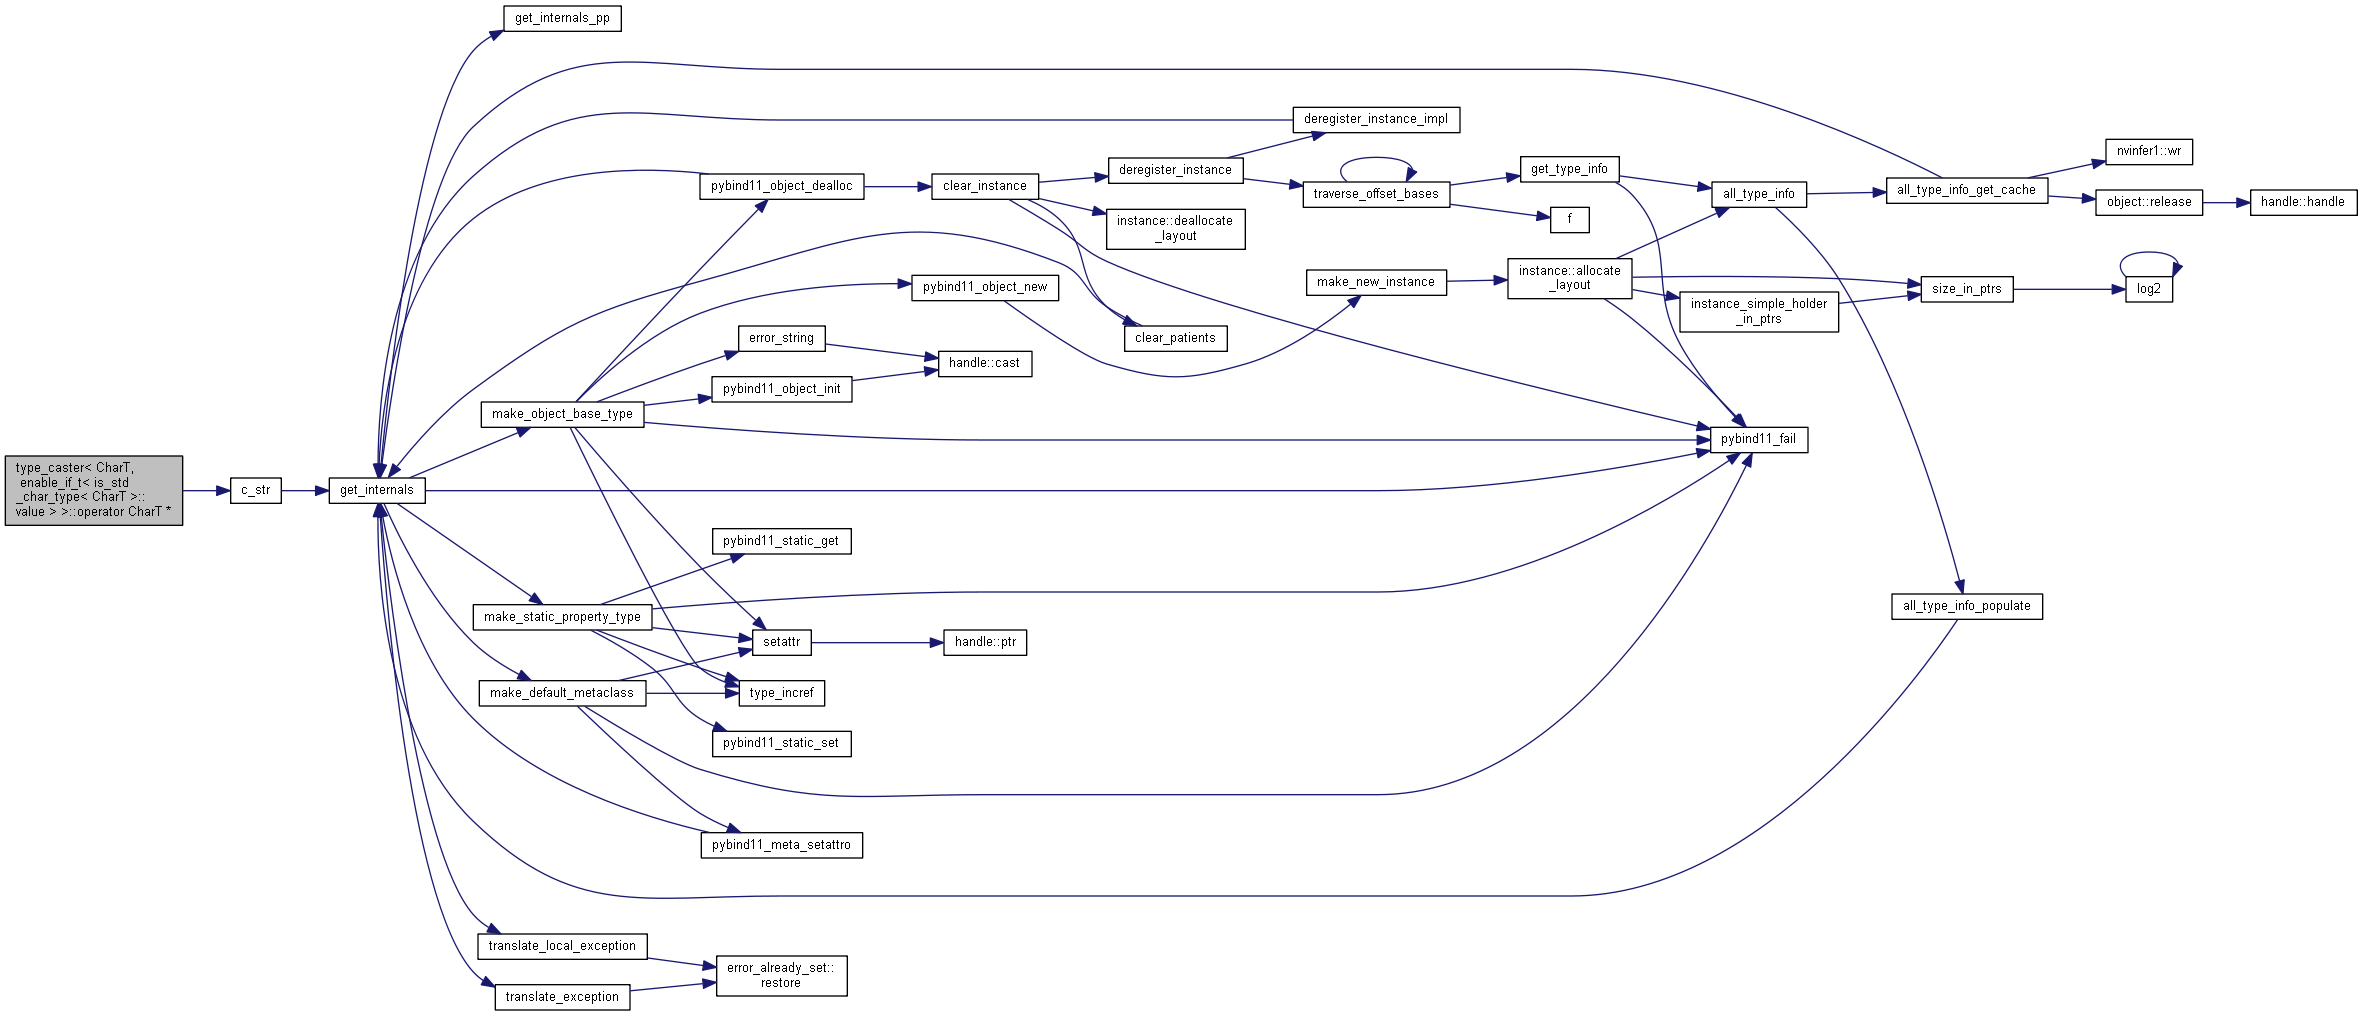 get_internals_pp
deregister_instance_impl
nvinfer1::wr
pybind11_object_dealloc
clear_instance
deregister_instance
traverse_offset_bases
get_type_info
all_type_info
all_type_info_get_cache
object::release
handle::handle
instance::deallocate
_layout
f
pybind11_object_new
make_new_instance
instance::allocate
_layout
instance_simple_holder
_in_ptrs
size_in_ptrs
log2
error_string
clear_patients
handle::cast
pybind11_object_init
make_object_base_type
pybind11_fail
type_caster< CharT,
enable_if_t< is_std
_char_type< CharT >::
value > >::operator CharT *
c_str
get_internals
pybind11_static_get
make_static_property_type
all_type_info_populate
setattr
handle::ptr
make_default_metaclass
type_incref
pybind11_static_set
pybind11_meta_setattro
translate_local_exception
error_already_set::
restore
translate_exception